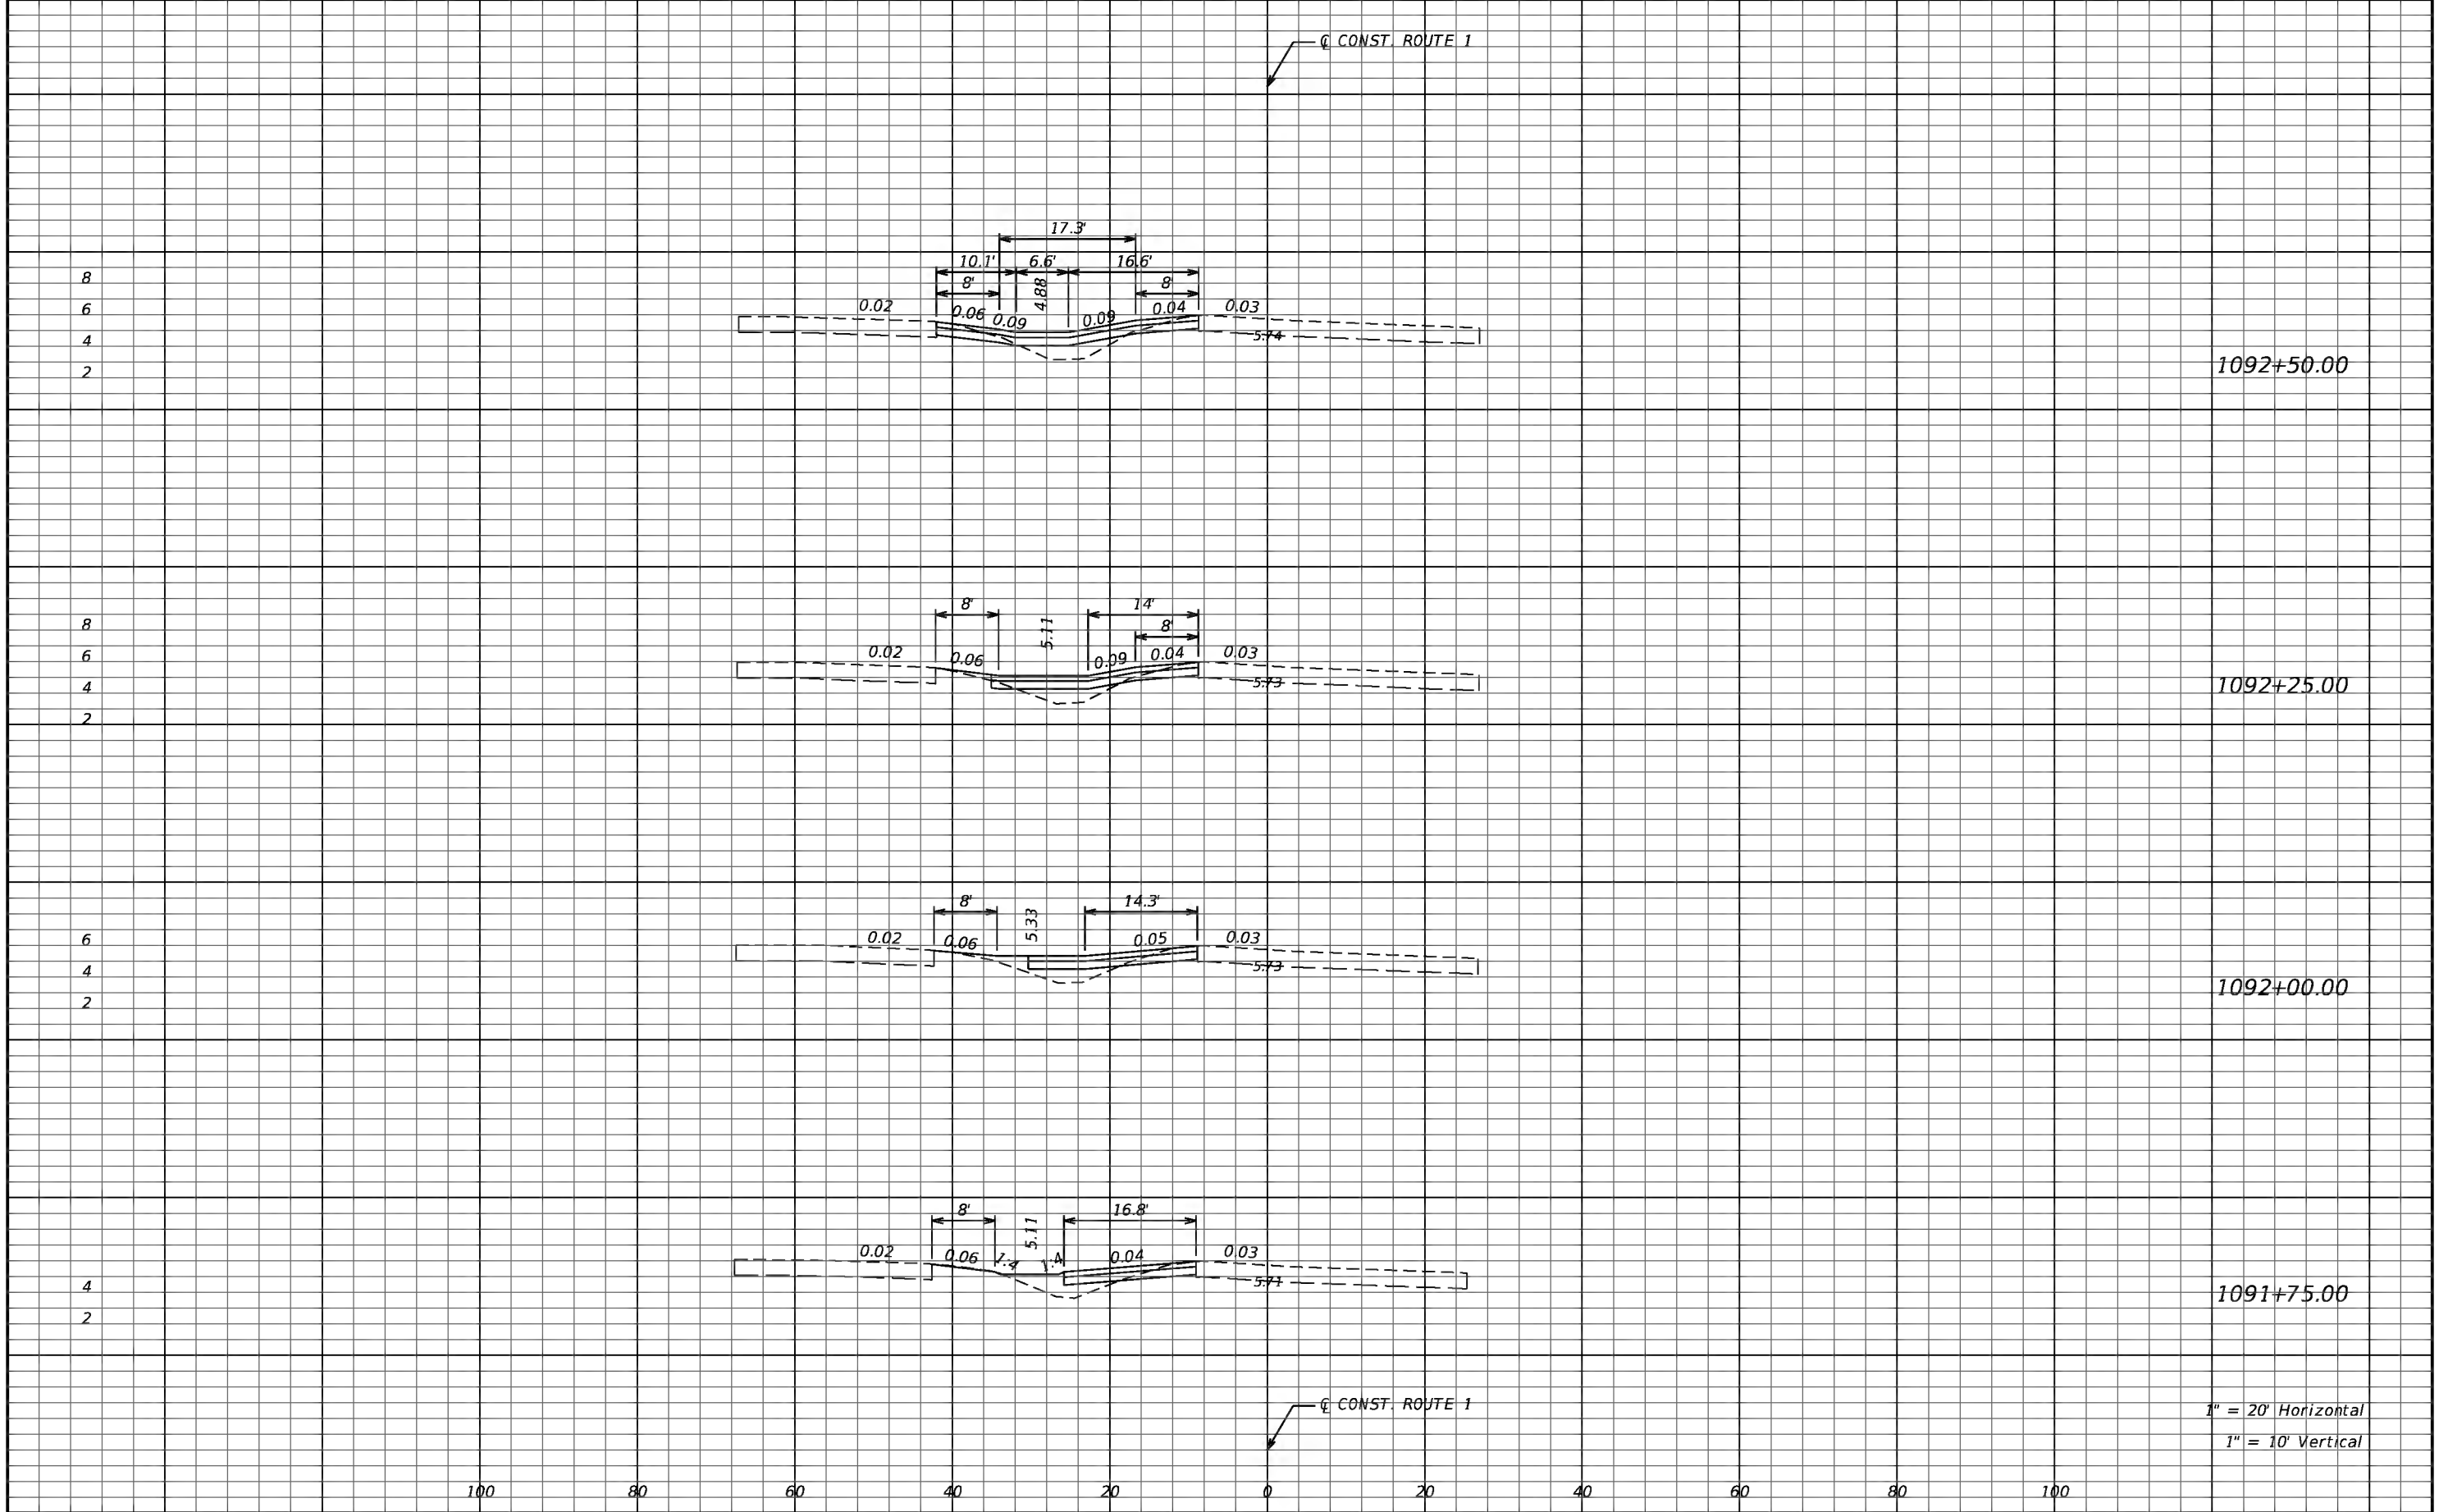 ℄ CONST. ROUTE 1
17.3'
10.1' 6.6' 16.6'
8' 4.88 8'
8
6 0.02 0.06 0.09 0.09 0.04 0.03
4 5.74
2 1092+50.00
8' 14'
8 5.11 8'
6 0.02 0.06 0.09 0.04 0.03
4 5.73 1092+25.00
2
8' 5.33 14.3'
6 0.02 0.06 0.05 0.03
4 5.73
2 1092+00.00
8' 5.11 16.8'
0.02 0.06 1:4 1:4 0.04 0.03
4 5.71 1091+75.00
2
℄ CONST. ROUTE 1
1" = 20' Horizontal
1" = 10' Vertical
100 80 60 40 20 0 20 40 60 80 100